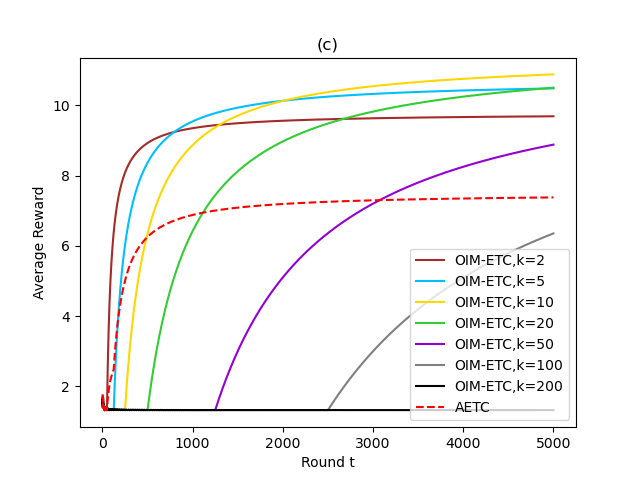 (c)
Average Reward
10
8
6
4
2
0
1000
2000
3000
4000
5000
Round t
OIM-ETC,k=2
OIM-ETC,k=5
OIM-ETC,k=10
OIM-ETC,k=20
OIM-ETC,k=50
OIM-ETC,k=100
OIM-ETC,k=200
AETC